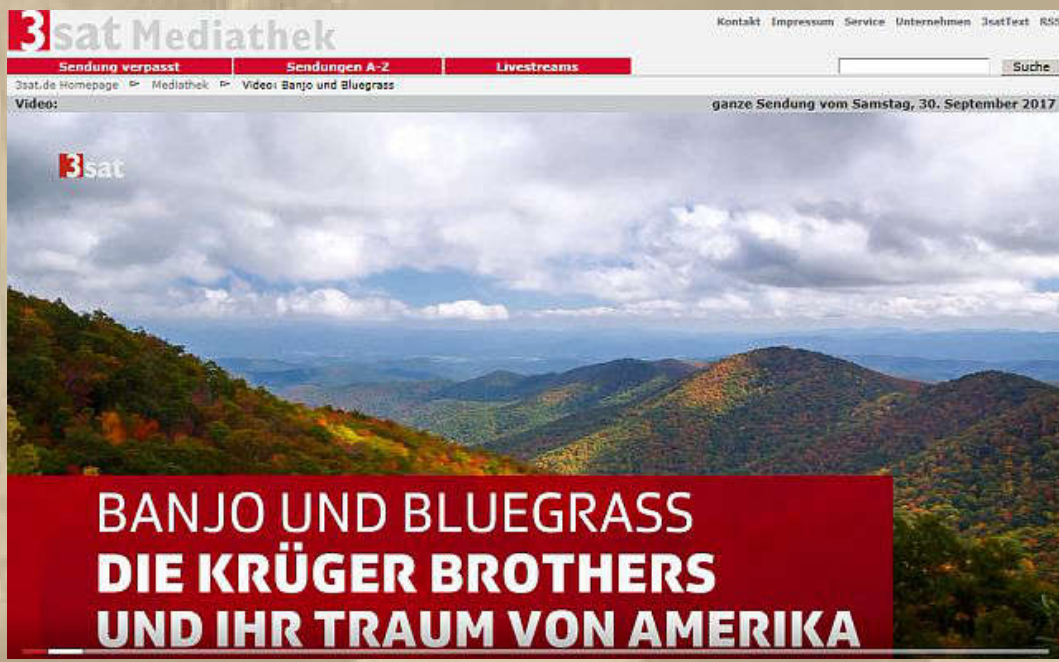 3sat Mediathek
Kontakt Impressum Service Unternehmen 3satText RSS
Sendung verpasst Sendungen A-Z Livestreams
Suche
3sat.de Homepage Mediathek Video: Banjo und Bluegrass
Video: ganze Sendung vom Samstag, 30. September 2017
3sat
BANJO UND BLUEGRASS
DIE KRÜGER BROTHERS
UND IHR TRAUM VON AMERIKA